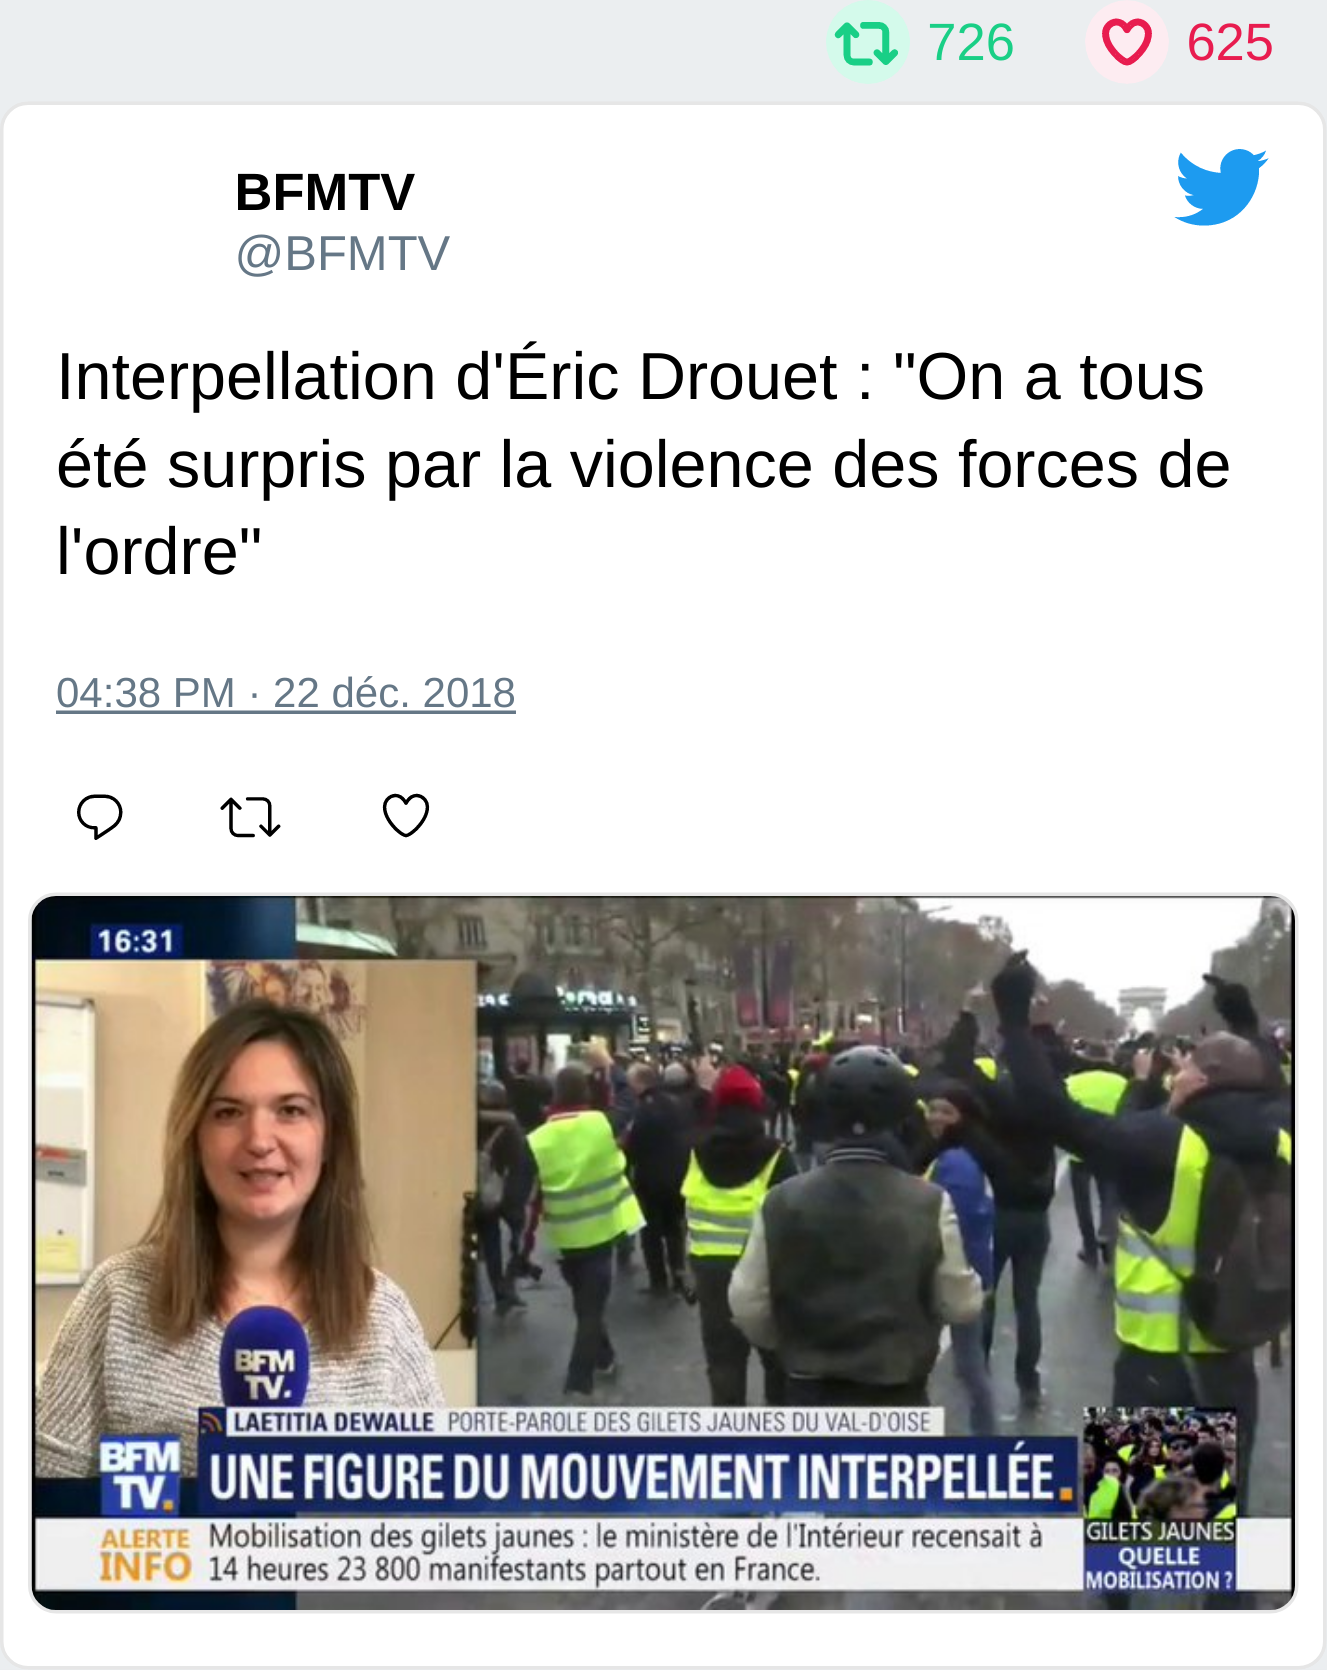 726 625
BFMTV
@BFMTV
Interpellation d'Éric Drouet : "On a tous
été surpris par la violence des forces de
l'ordre"
04:38 PM · 22 déc. 2018
16:31
BFM
TV.
LAETITIA DEWALLE PORTE-PAROLE DES GILETS JAUNES DU VAL-D'OISE
BFM
TV.
UNE FIGURE DU MOUVEMENT INTERPELLÉE.
ALERTE
INFO
Mobilisation des gilets jaunes : le ministère de l'Intérieur recensait à
14 heures 23 800 manifestants partout en France.
GILETS JAUNES
QUELLE
MOBILISATION ?